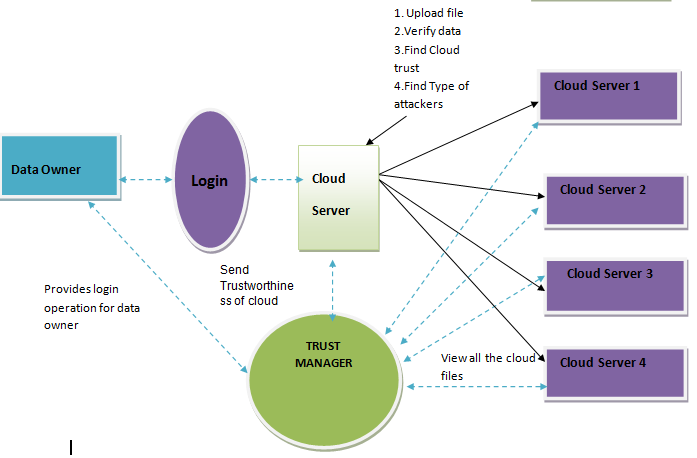 1. Upload file
2.Verify data
3.Find Cloud
trust
4.Find Type of
attackers
Cloud Server 1
Data Owner
Login
Cloud
Server
Cloud Server 2
Send
Trustworthine
ss of cloud
Provides login
operation for data
owner
Cloud Server 3
TRUST
MANAGER
View all the cloud
files
Cloud Server 4